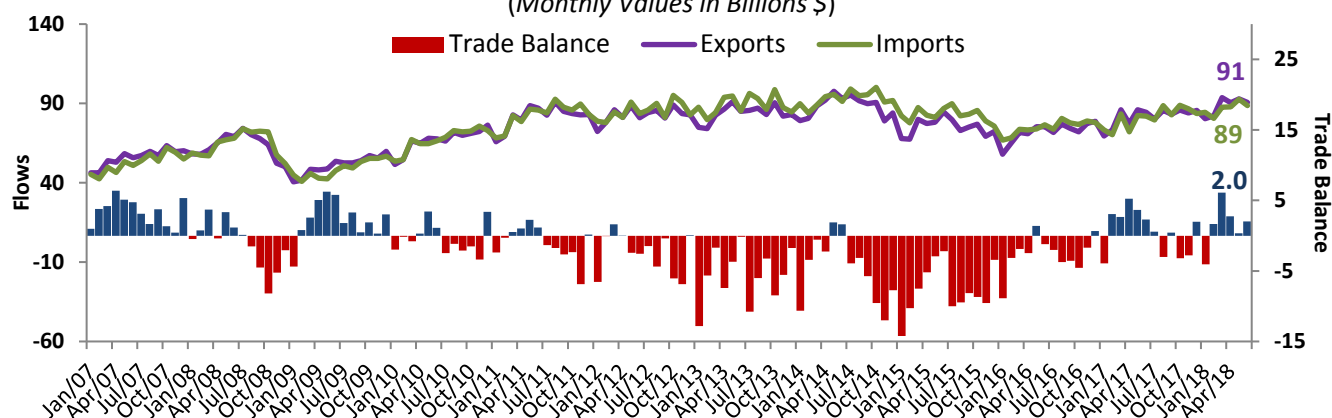 (Monthly Values in Billions $)
140
90
40
-10
-60
Flows
Trade Balance
Exports
Imports
91
89
2.0
25
15
5
-5
-15
Trade Balance
Jan/07
Apr/07
Jul/07
Oct/07
Jan/08
Apr/08
Jul/08
Oct/08
Jan/09
Apr/09
Jul/09
Oct/09
Jan/10
Apr/10
Jul/10
Oct/10
Jan/11
Apr/11
Jul/11
Oct/11
Jan/12
Apr/12
Jul/12
Oct/12
Jan/13
Apr/13
Jul/13
Oct/13
Jan/14
Apr/14
Jul/14
Oct/14
Jan/15
Apr/15
Jul/15
Oct/15
Jan/16
Apr/16
Jul/16
Oct/16
Jan/17
Apr/17
Jul/17
Oct/17
Jan/18
Apr/18